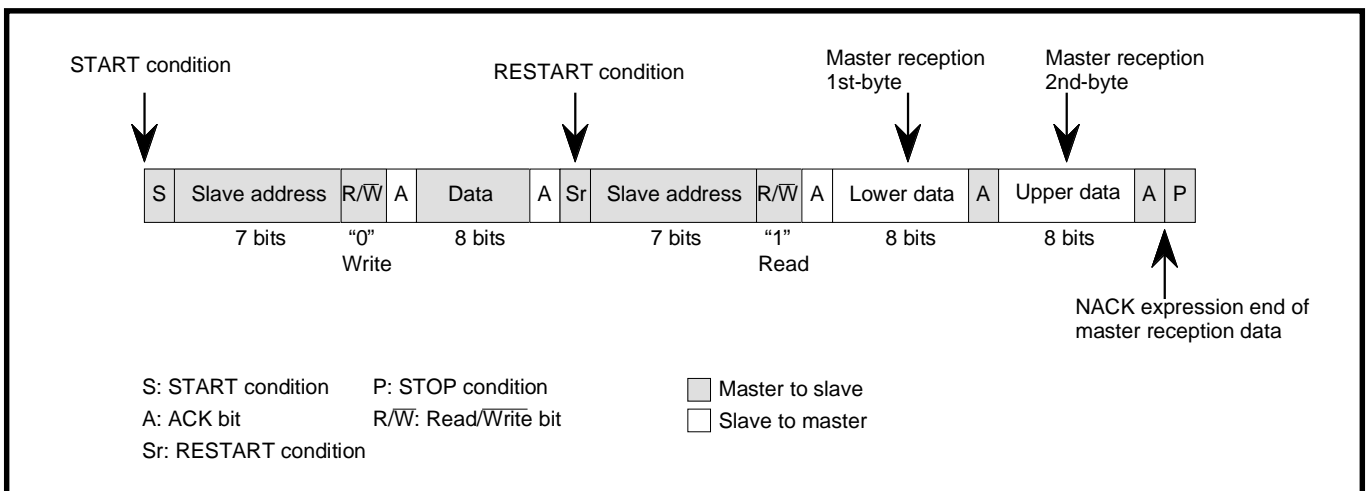 START condition
RESTART condition
Master reception
1st-byte
Master reception
2nd-byte
S Slave address R/W̅ A Data A Sr Slave address R/W̅ A Lower data A Upper data A P
7 bits “0” 8 bits 7 bits “1” 8 bits 8 bits
Write Read
NACK expression end of
master reception data
S: START condition P: STOP condition Master to slave
A: ACK bit R/W̅: Read/W̅r̅i̅t̅e̅ bit Slave to master
Sr: RESTART condition